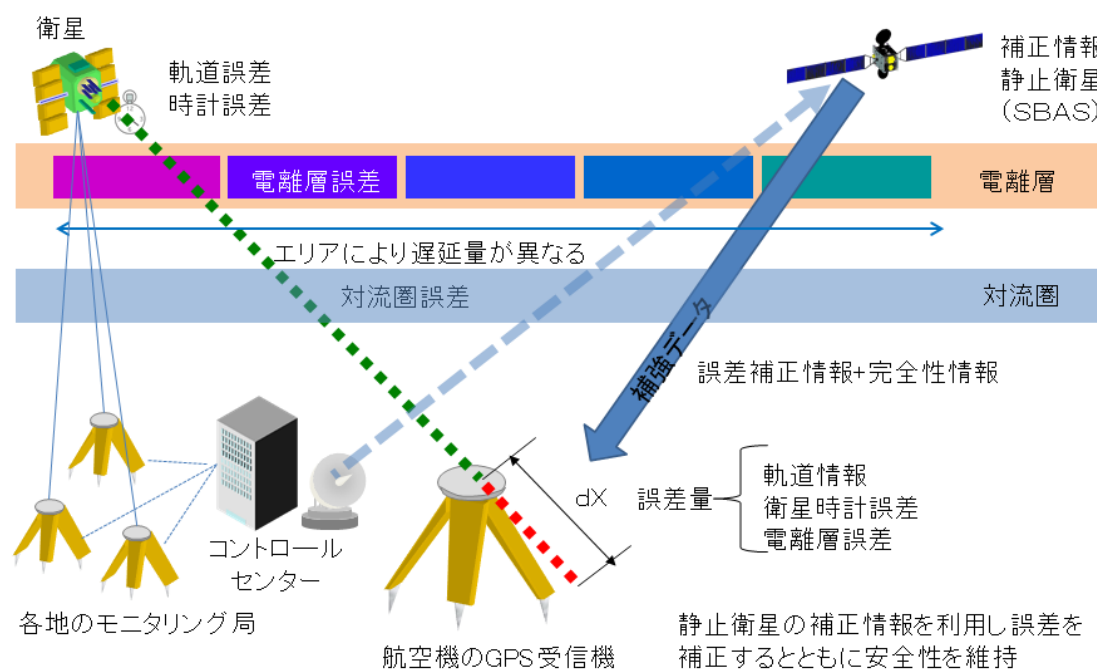 衛星
軌道誤差
時計誤差
補正情報
静止衛星
(SBAS)
電離層誤差
電離層
エリアにより遅延量が異なる
対流圏誤差
対流圏
補強データ
誤差補正情報+完全性情報
dX
誤差量
軌道情報
衛星時計誤差
電離層誤差
コントロール
センター
各地のモニタリング局
航空機のGPS受信機
静止衛星の補正情報を利用し誤差を
補正するとともに安全性を維持